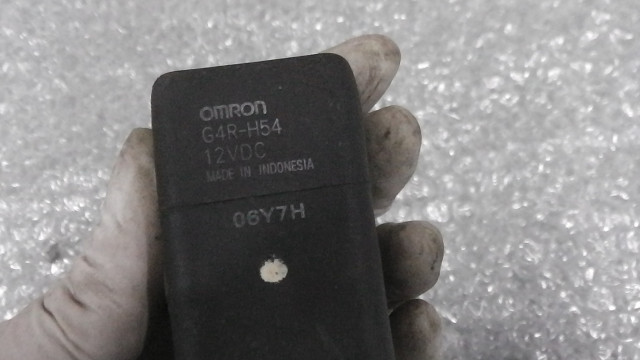 OMRON
G4R-H54
12VDC
MADE IN INDONESIA
06Y7H